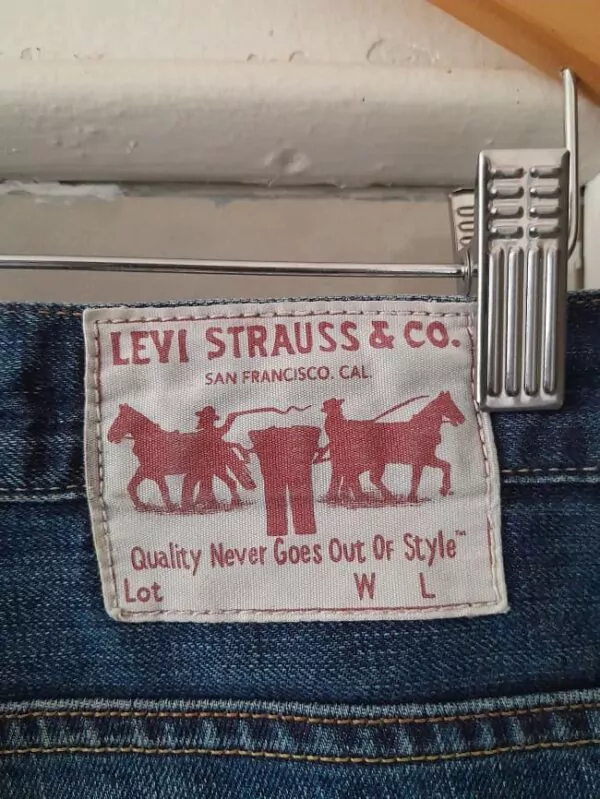 LEVI STRAUSS & CO.
SAN FRANCISCO. CAL.
Quality Never Goes Out Of Style™
Lot W L